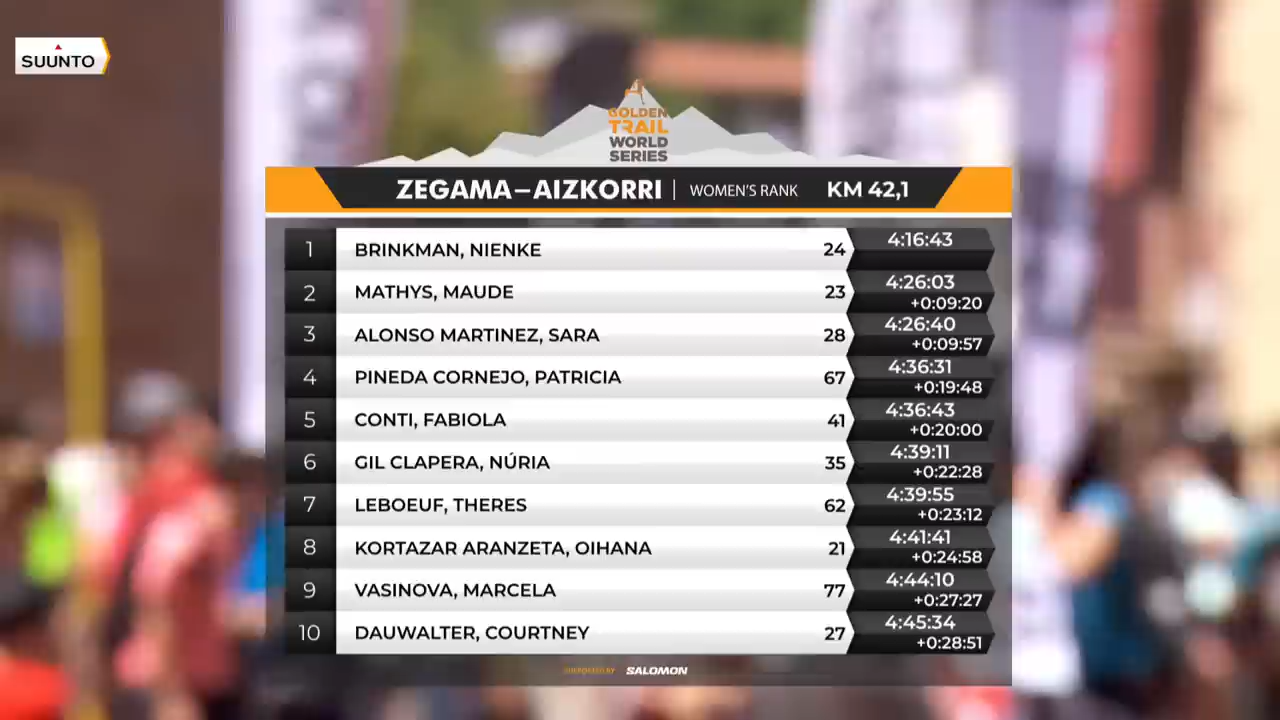 SUUNTO
GOLDEN
TRAIL
WORLD
SERIES
ZEGAMA–AIZKORRI | WOMEN'S RANK KM 42,1
1 BRINKMAN, NIENKE 24 4:16:43
2 MATHYS, MAUDE 23 4:26:03
+0:09:20
3 ALONSO MARTINEZ, SARA 28 4:26:40
+0:09:57
4 PINEDA CORNEJO, PATRICIA 67 4:36:31
+0:19:48
5 CONTI, FABIOLA 41 4:36:43
+0:20:00
6 GIL CLAPERA, NÚRIA 35 4:39:11
+0:22:28
7 LEBOEUF, THERES 62 4:39:55
+0:23:12
8 KORTAZAR ARANZETA, OIHANA 21 4:41:41
+0:24:58
9 VASINOVA, MARCELA 77 4:44:10
+0:27:27
10 DAUWALTER, COURTNEY 27 4:45:34
+0:28:51
SALOMON